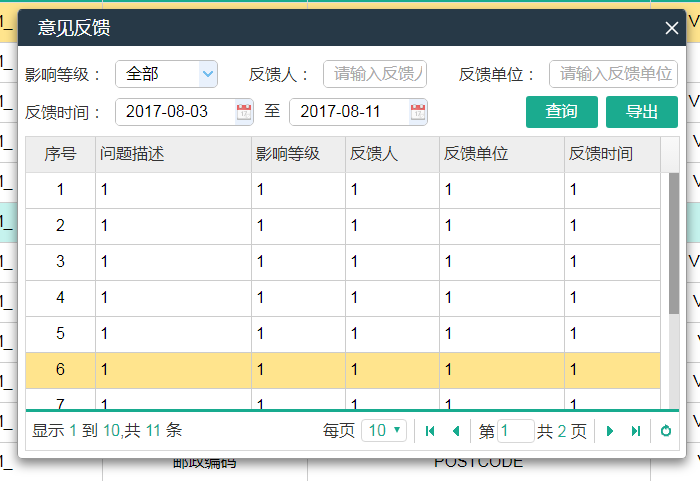 意见反馈
影响等级： 全部 反馈人： 请输入反馈人 反馈单位： 请输入反馈单位
反馈时间： 2017-08-03 至 2017-08-11 查询 导出
序号 问题描述 影响等级 反馈人 反馈单位 反馈时间
1 1 1 1 1 1
2 1 1 1 1 1
3 1 1 1 1 1
4 1 1 1 1 1
5 1 1 1 1 1
6 1 1 1 1 1
7 1 1 1 1 1
显示 1 到 10,共 11 条 每页 10 第 1 共 2 页
邮政编码 POSTCODE